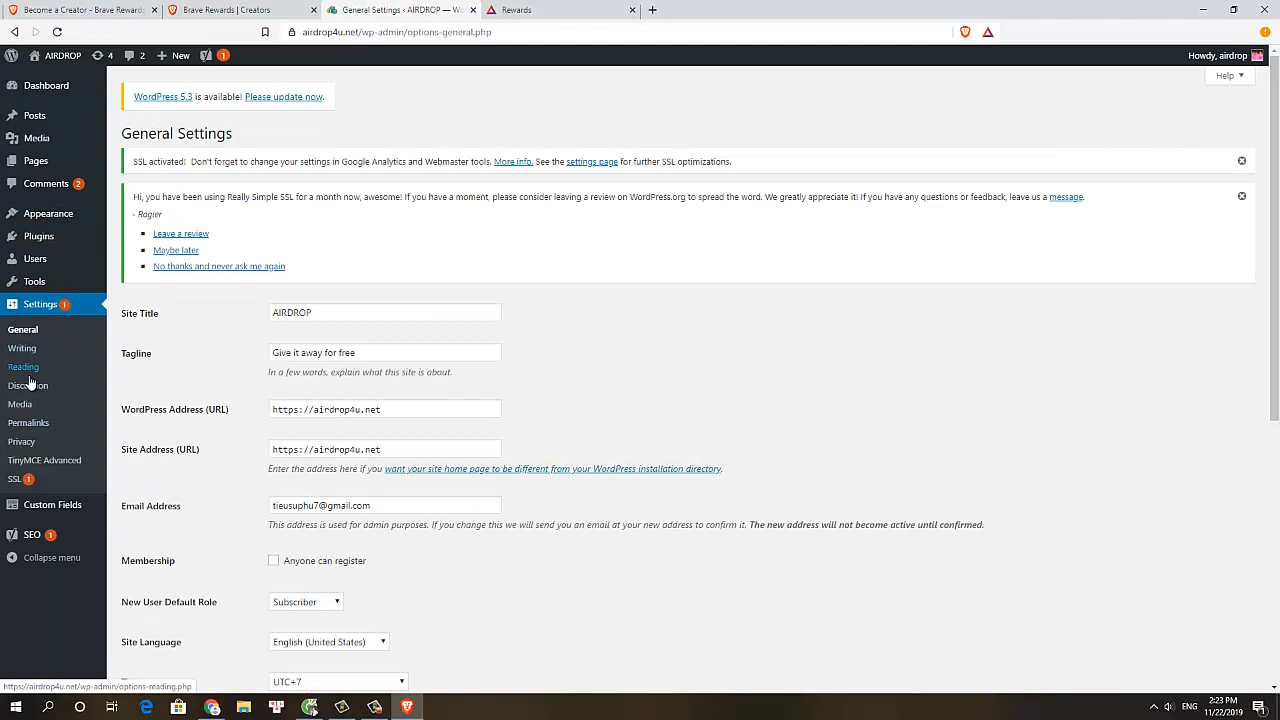 Become a Creator - Brave Rewards
Brave Rewards | Creators
General Settings ‹ AIRDROP — Wo
Rewards
airdrop4u.net/wp-admin/options-general.php
AIRDROP 4 2 New 1
Howdy, airdrop
Help
Dashboard
Posts
Media
Pages
Comments 2
Appearance
Plugins
Users
Tools
Settings 1
General
Writing
Reading
Discussion
Media
Permalinks
Privacy
TinyMCE Advanced
SSL 1
Custom Fields
SEO 1
Collapse menu
WordPress 5.3 is available! Please update now.
General Settings
SSL activated! Don't forget to change your settings in Google Analytics and Webmaster tools. More info. See the settings page for further SSL optimizations.
Hi, you have been using Really Simple SSL for a month now, awesome! If you have a moment, please consider leaving a review on WordPress.org to spread the word. We greatly appreciate it! If you have any questions or feedback, leave us a message.
- Rogier
Leave a review
Maybe later
No thanks and never ask me again
Site Title AIRDROP
Tagline Give it away for free
In a few words, explain what this site is about.
WordPress Address (URL) https://airdrop4u.net
Site Address (URL) https://airdrop4u.net
Enter the address here if you want your site home page to be different from your WordPress installation directory.
Email Address tieusuphu7@gmail.com
This address is used for admin purposes. If you change this we will send you an email at your new address to confirm it. The new address will not become active until confirmed.
Membership Anyone can register
New User Default Role Subscriber
Site Language English (United States)
UTC+7
https://airdrop4u.net/wp-admin/options-reading.php
ENG
2:23 PM
11/22/2019